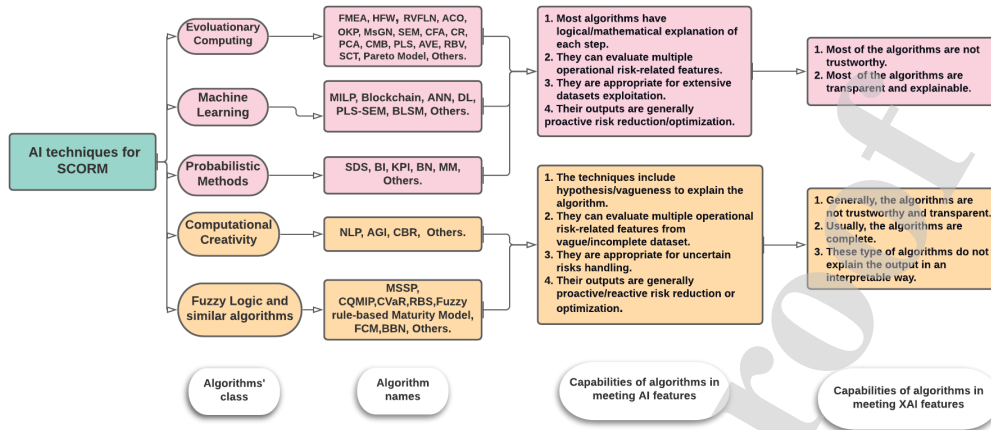 AI techniques for
SCORM
Evoluationary
Computing
Machine
Learning
Probabilistic
Methods
Computational
Creativity
Fuzzy Logic and
similar algorithms
FMEA, HFW, RVFLN, ACO,
OKP, MsGN, SEM, CFA, CR,
PCA, CMB, PLS, AVE, RBV,
SCT, Pareto Model, Others.
MILP, Blockchain, ANN, DL,
PLS-SEM, BLSM, Others.
SDS, BI, KPI, BN, MM,
Others.
NLP, AGI, CBR, Others.
MSSP,
CQMIP,CVaR,RBS,Fuzzy
rule-based Maturity Model,
FCM,BBN, Others.
1. Most algorithms have
logical/mathematical explanation of
each step.
2. They can evaluate multiple
operational risk-related features.
3. They are appropriate for extensive
datasets exploitation.
4. Their outputs are generally
proactive risk reduction/optimization.
1. The techniques include
hypothesis/vagueness to explain the
algorithm.
2. They can evaluate multiple operational
risk-related features from
vague/incomplete dataset.
3. They are appropriate for uncertain
risks handling.
4. Their outputs are generally
proactive/reactive risk reduction or
optimization.
1. Most of the algorithms are not
trustworthy.
2. Most of the algorithms are
transparent and explainable.
1. Generally, the algorithms are
not trustworthy and transparent.
2. Usually, the algorithms are
complete.
3. These type of algorithms do not
explain the output in an
interpretable way.
Algorithms'
class
Algorithm
names
Capabilities of algorithms in
meeting AI features
Capabilities of algorithms in
meeting XAI features
roof